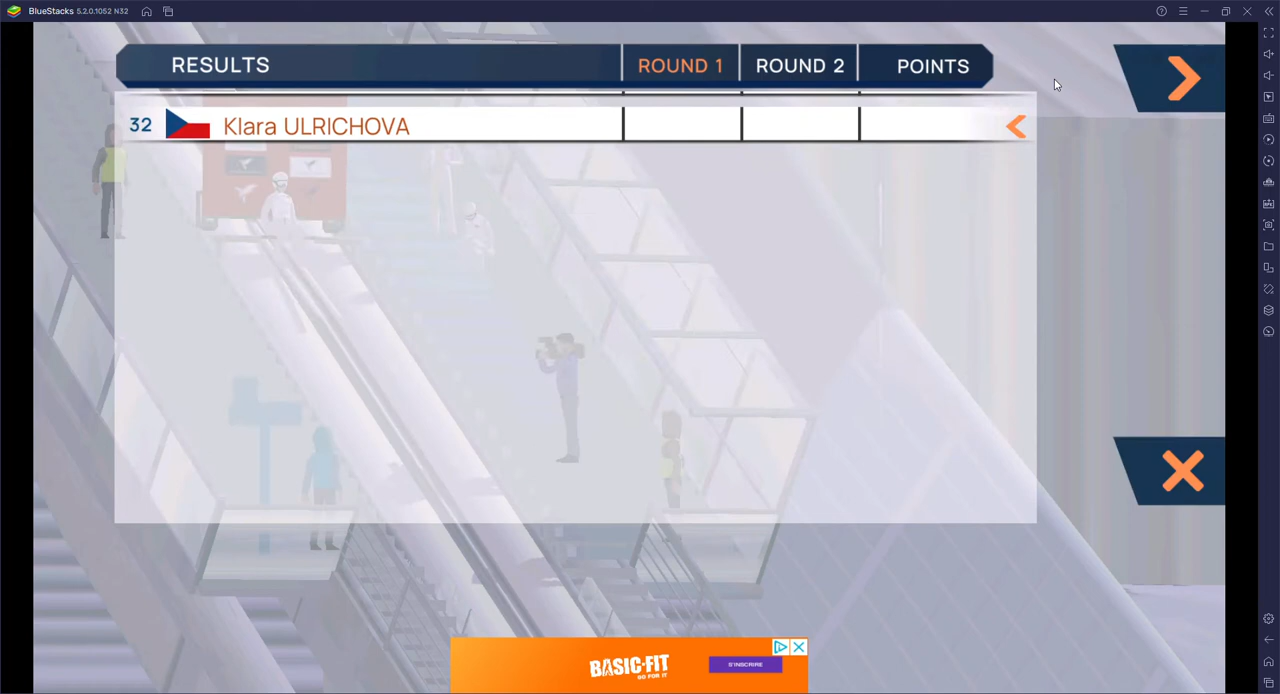 BlueStacks 5.2.0.1052 N32
RESULTS ROUND 1 ROUND 2 POINTS
32 Klara ULRICHOVA
BASIC-FIT
GO FOR IT
S'INSCRIRE